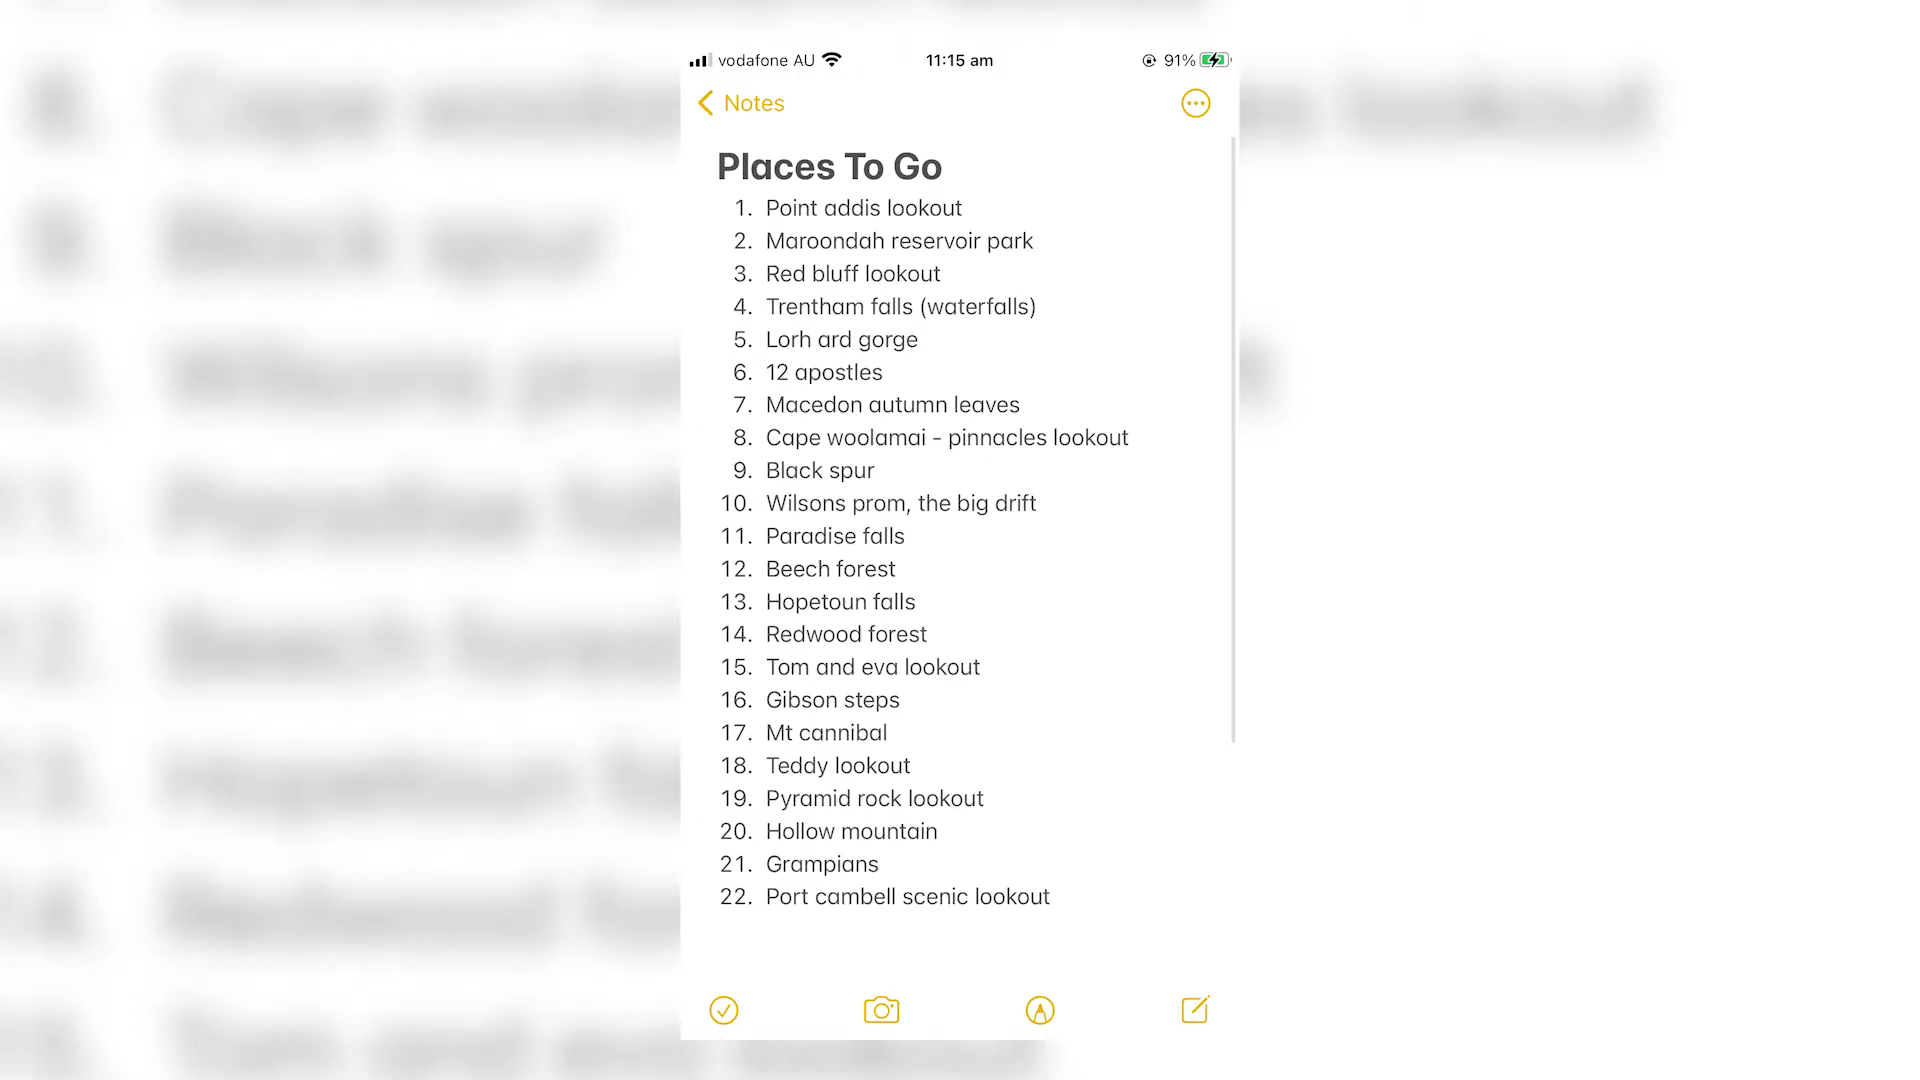 vodafone AU 11:15 am 91%
Notes
Places To Go
1. Point addis lookout
2. Maroondah reservoir park
3. Red bluff lookout
4. Trentham falls (waterfalls)
5. Lorh ard gorge
6. 12 apostles
7. Macedon autumn leaves
8. Cape woolamai - pinnacles lookout
9. Black spur
10. Wilsons prom, the big drift
11. Paradise falls
12. Beech forest
13. Hopetoun falls
14. Redwood forest
15. Tom and eva lookout
16. Gibson steps
17. Mt cannibal
18. Teddy lookout
19. Pyramid rock lookout
20. Hollow mountain
21. Grampians
22. Port cambell scenic lookout